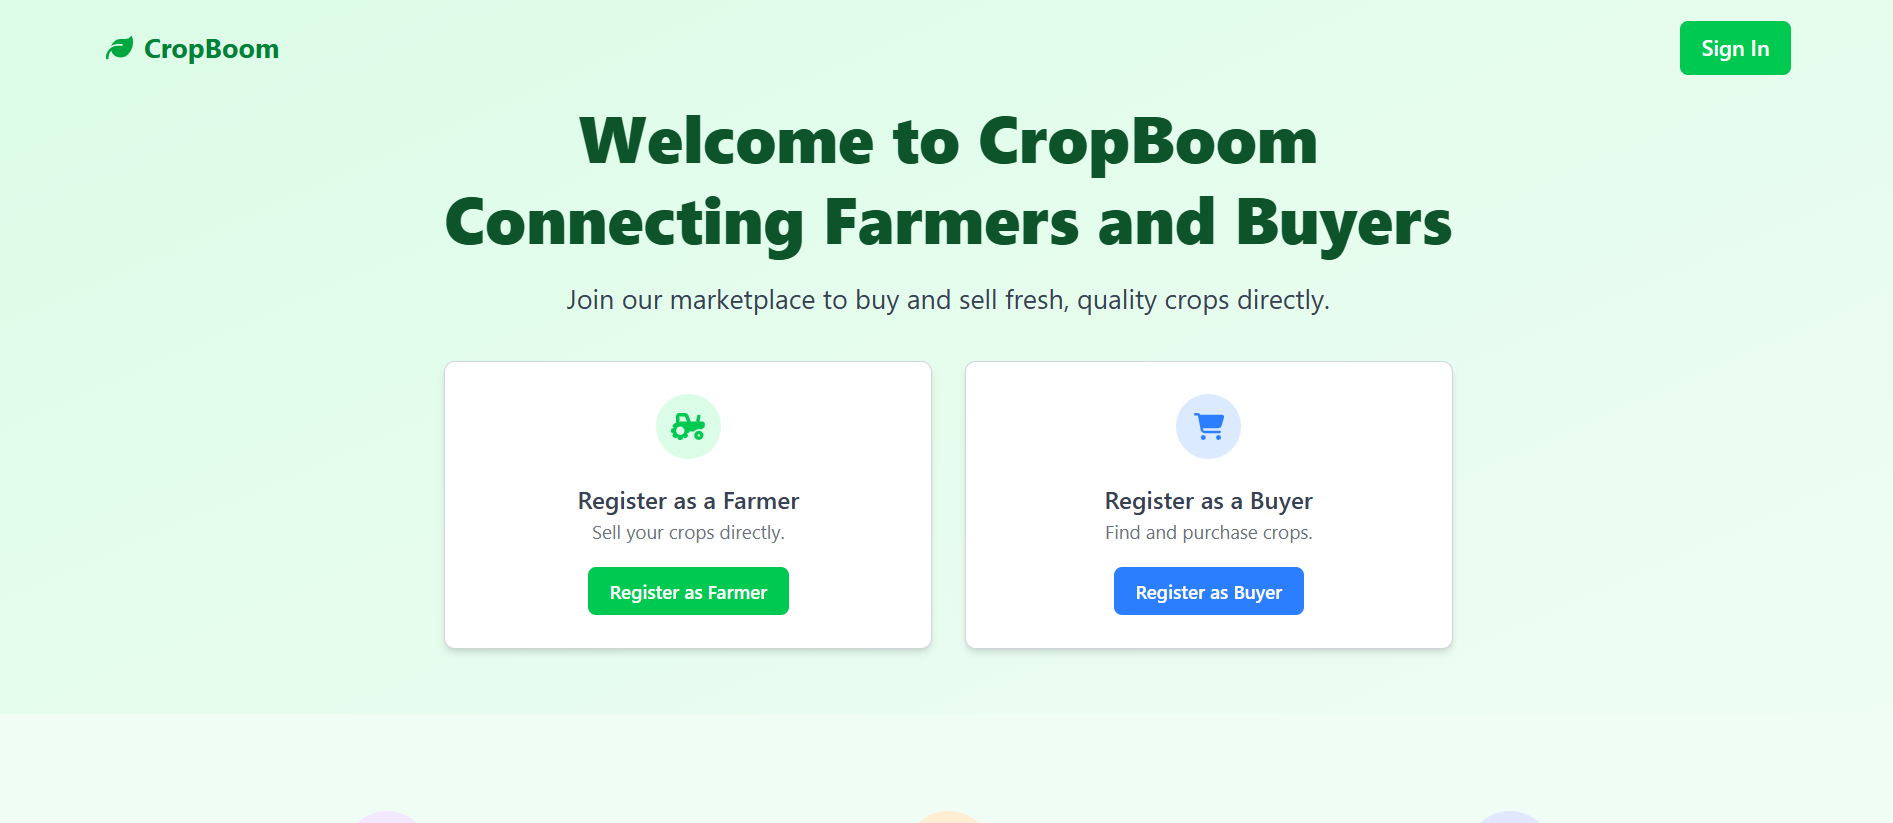 CropBoom
Sign In
Welcome to CropBoom
Connecting Farmers and Buyers
Join our marketplace to buy and sell fresh, quality crops directly.
Register as a Farmer
Sell your crops directly.
Register as Farmer
Register as a Buyer
Find and purchase crops.
Register as Buyer